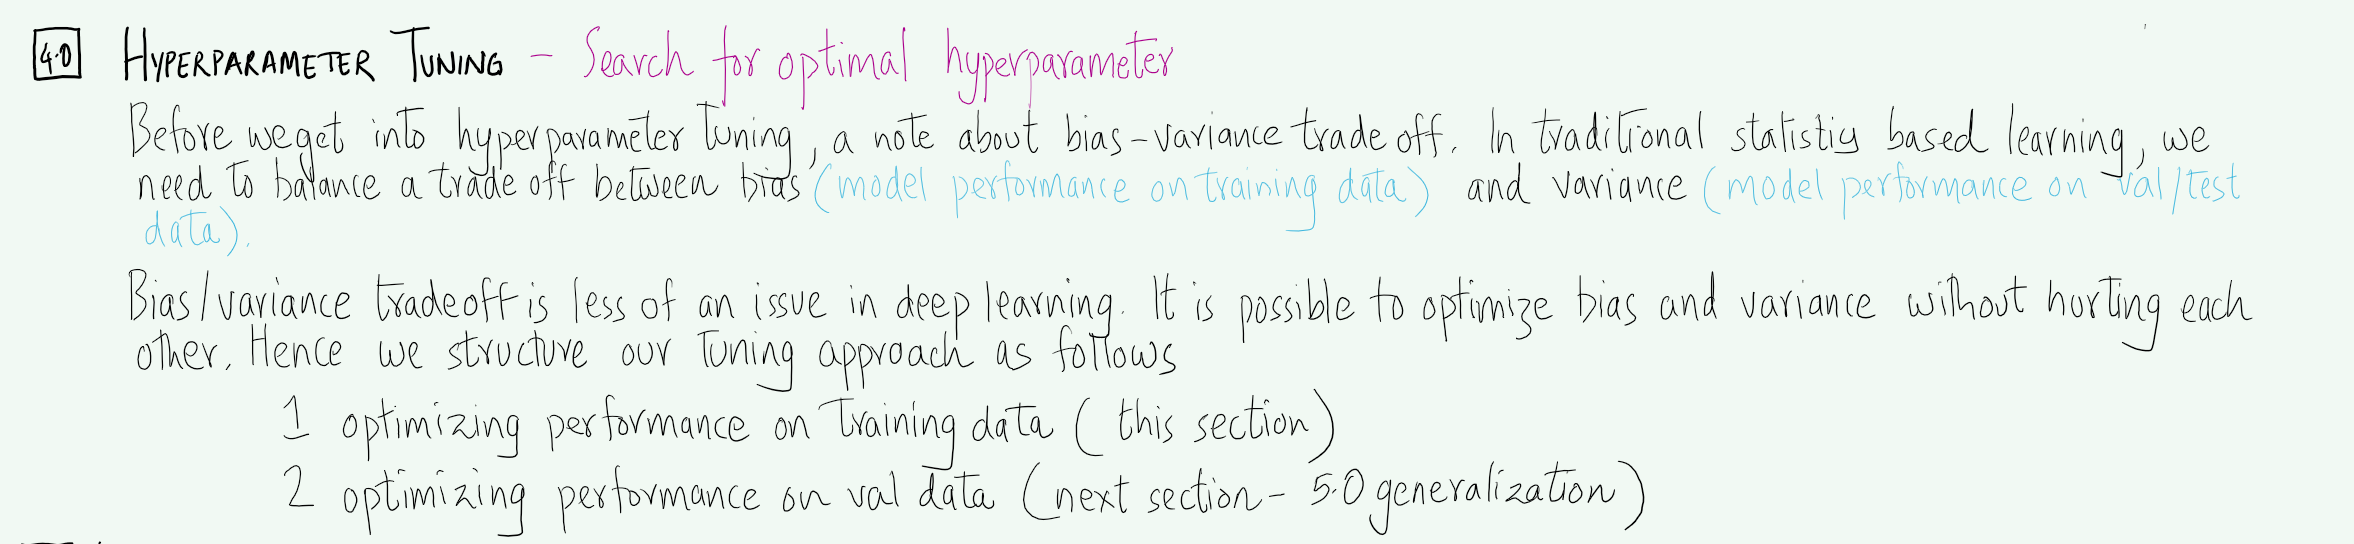 4.0 HYPERPARAMETER TUNING - Search for optimal hyperparameter
Before we get into hyperparameter Tuning, a note about bias-variance trade off. In traditional statistics based learning, we
need to balance a trade off between bias (model performance on training data) and variance (model performance on val/test
data).
Bias/variance tradeoff is less of an issue in deep learning. It is possible to optimize bias and variance without hurting each
other. Hence we structure our Tuning approach as follows
1 optimizing performance on Training data (this section)
2 optimizing performance on val data (next section - 5.0 generalization)